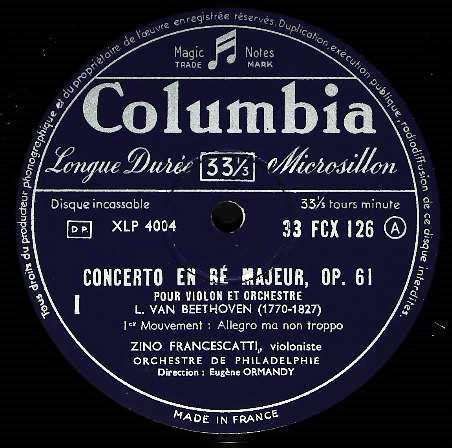 Tous droits du producteur phonographique et du propriétaire de l'œuvre enregistrée réservés. Duplication, exécution publique, radiodiffusion de ce disque interdites.
Magic Notes
TRADE MARK
Columbia
Longue Durée 33⅓ Microsillon
Disque incassable 33⅓ tours minute
DP XLP 4004 33 FCX 126 A
CONCERTO EN RÉ MAJEUR, OP. 61
I POUR VIOLON ET ORCHESTRE
L. VAN BEETHOVEN (1770-1827)
1er Mouvement : Allegro ma non troppo
ZINO FRANCESCATTI, violoniste
ORCHESTRE DE PHILADELPHIE
Direction : Eugène ORMANDY
MADE IN FRANCE